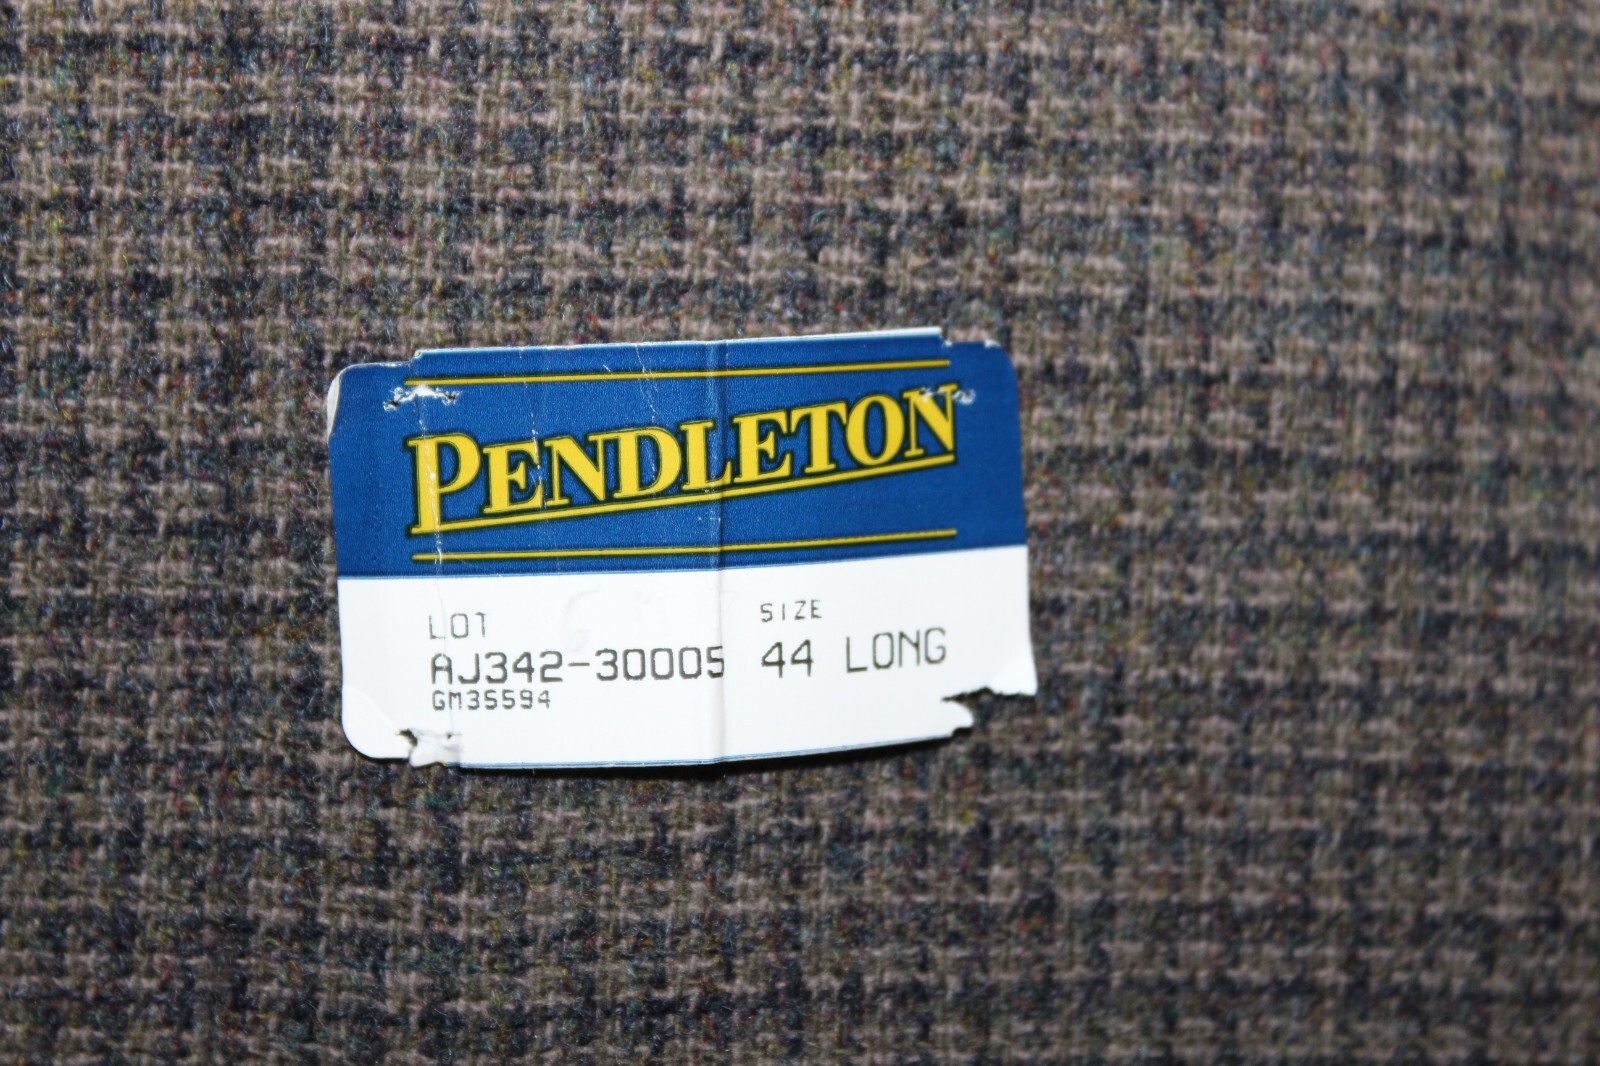 PENDLETON
LOT SIZE
AJ342-30005 44 LONG
GM35594